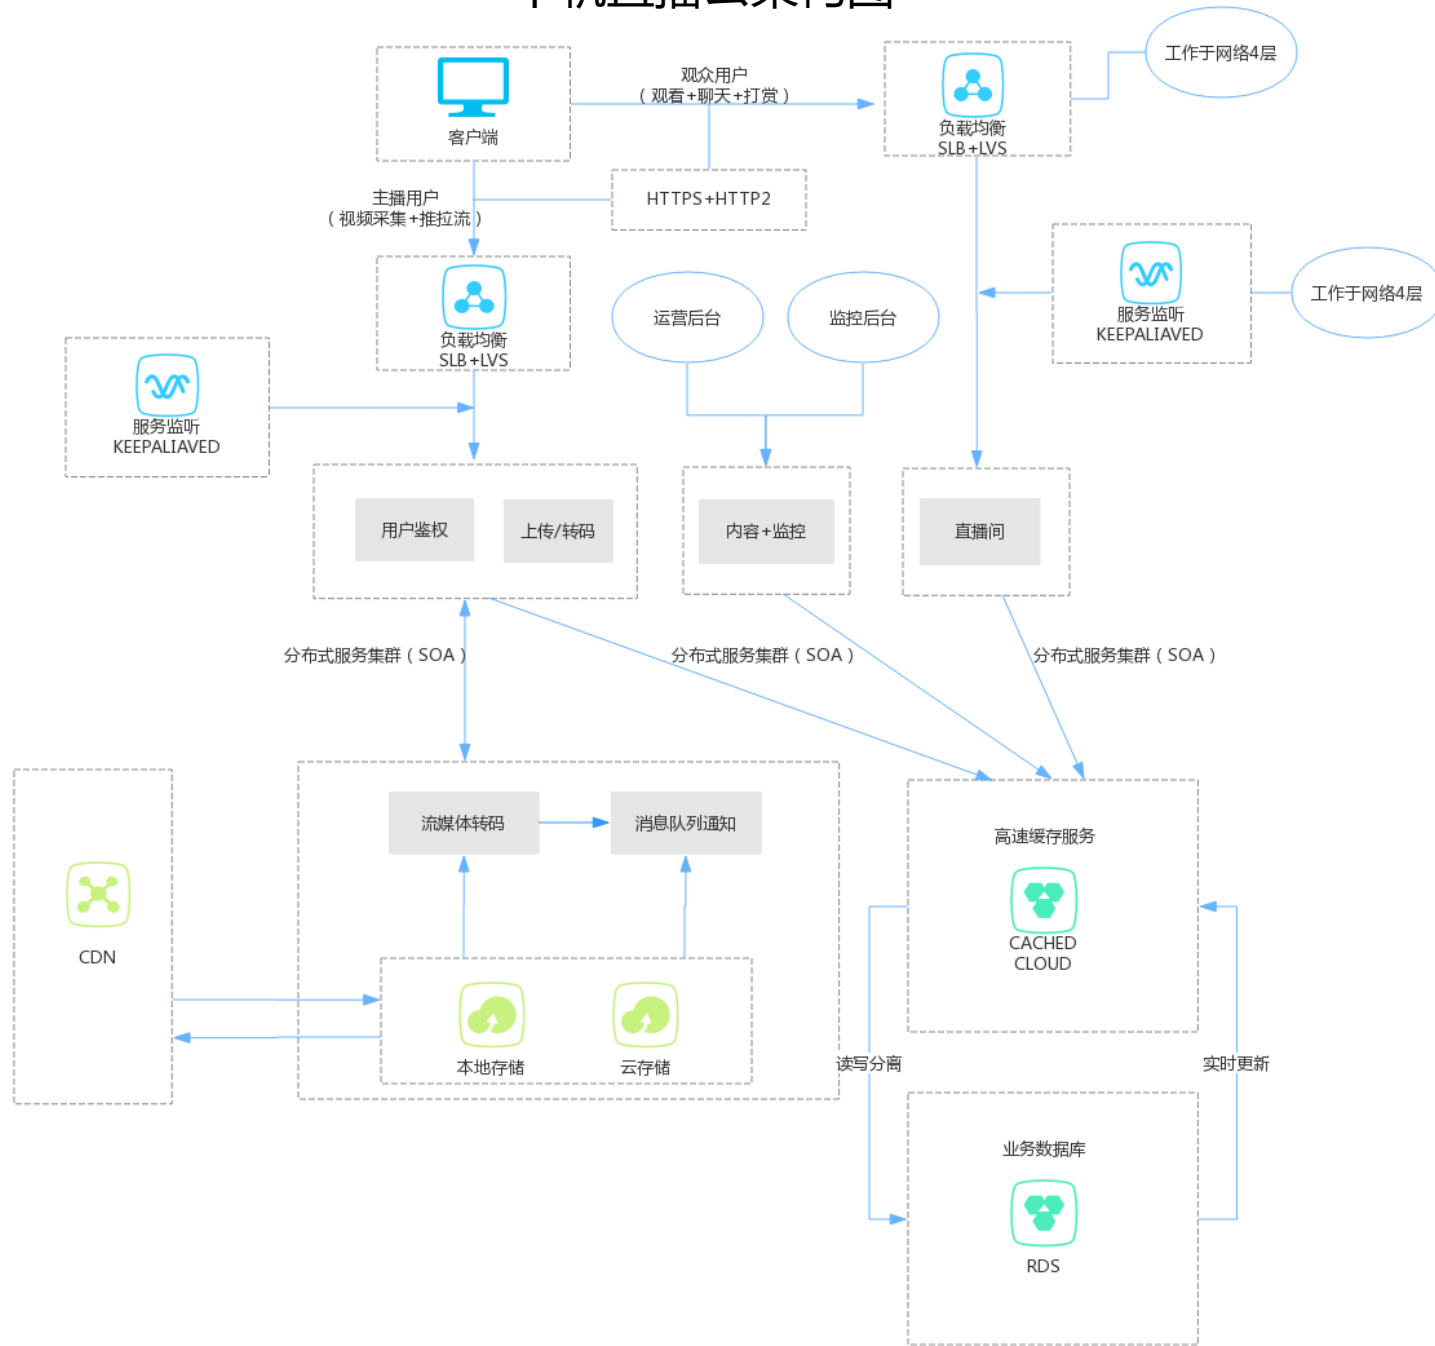 工作于网络4层
观众用户
（观看+聊天+打赏）
客户端
负载均衡
SLB+LVS
主播用户
（视频采集+推拉流）
HTTPS+HTTP2
服务监听
KEEPALIAVED
工作于网络4层
运营后台
监控后台
负载均衡
SLB+LVS
服务监听
KEEPALIAVED
用户鉴权
上传/转码
内容+监控
直播间
分布式服务集群（SOA）
分布式服务集群（SOA）
分布式服务集群（SOA）
流媒体转码
消息队列通知
高速缓存服务
CACHED
CLOUD
CDN
本地存储
云存储
读写分离
实时更新
业务数据库
RDS